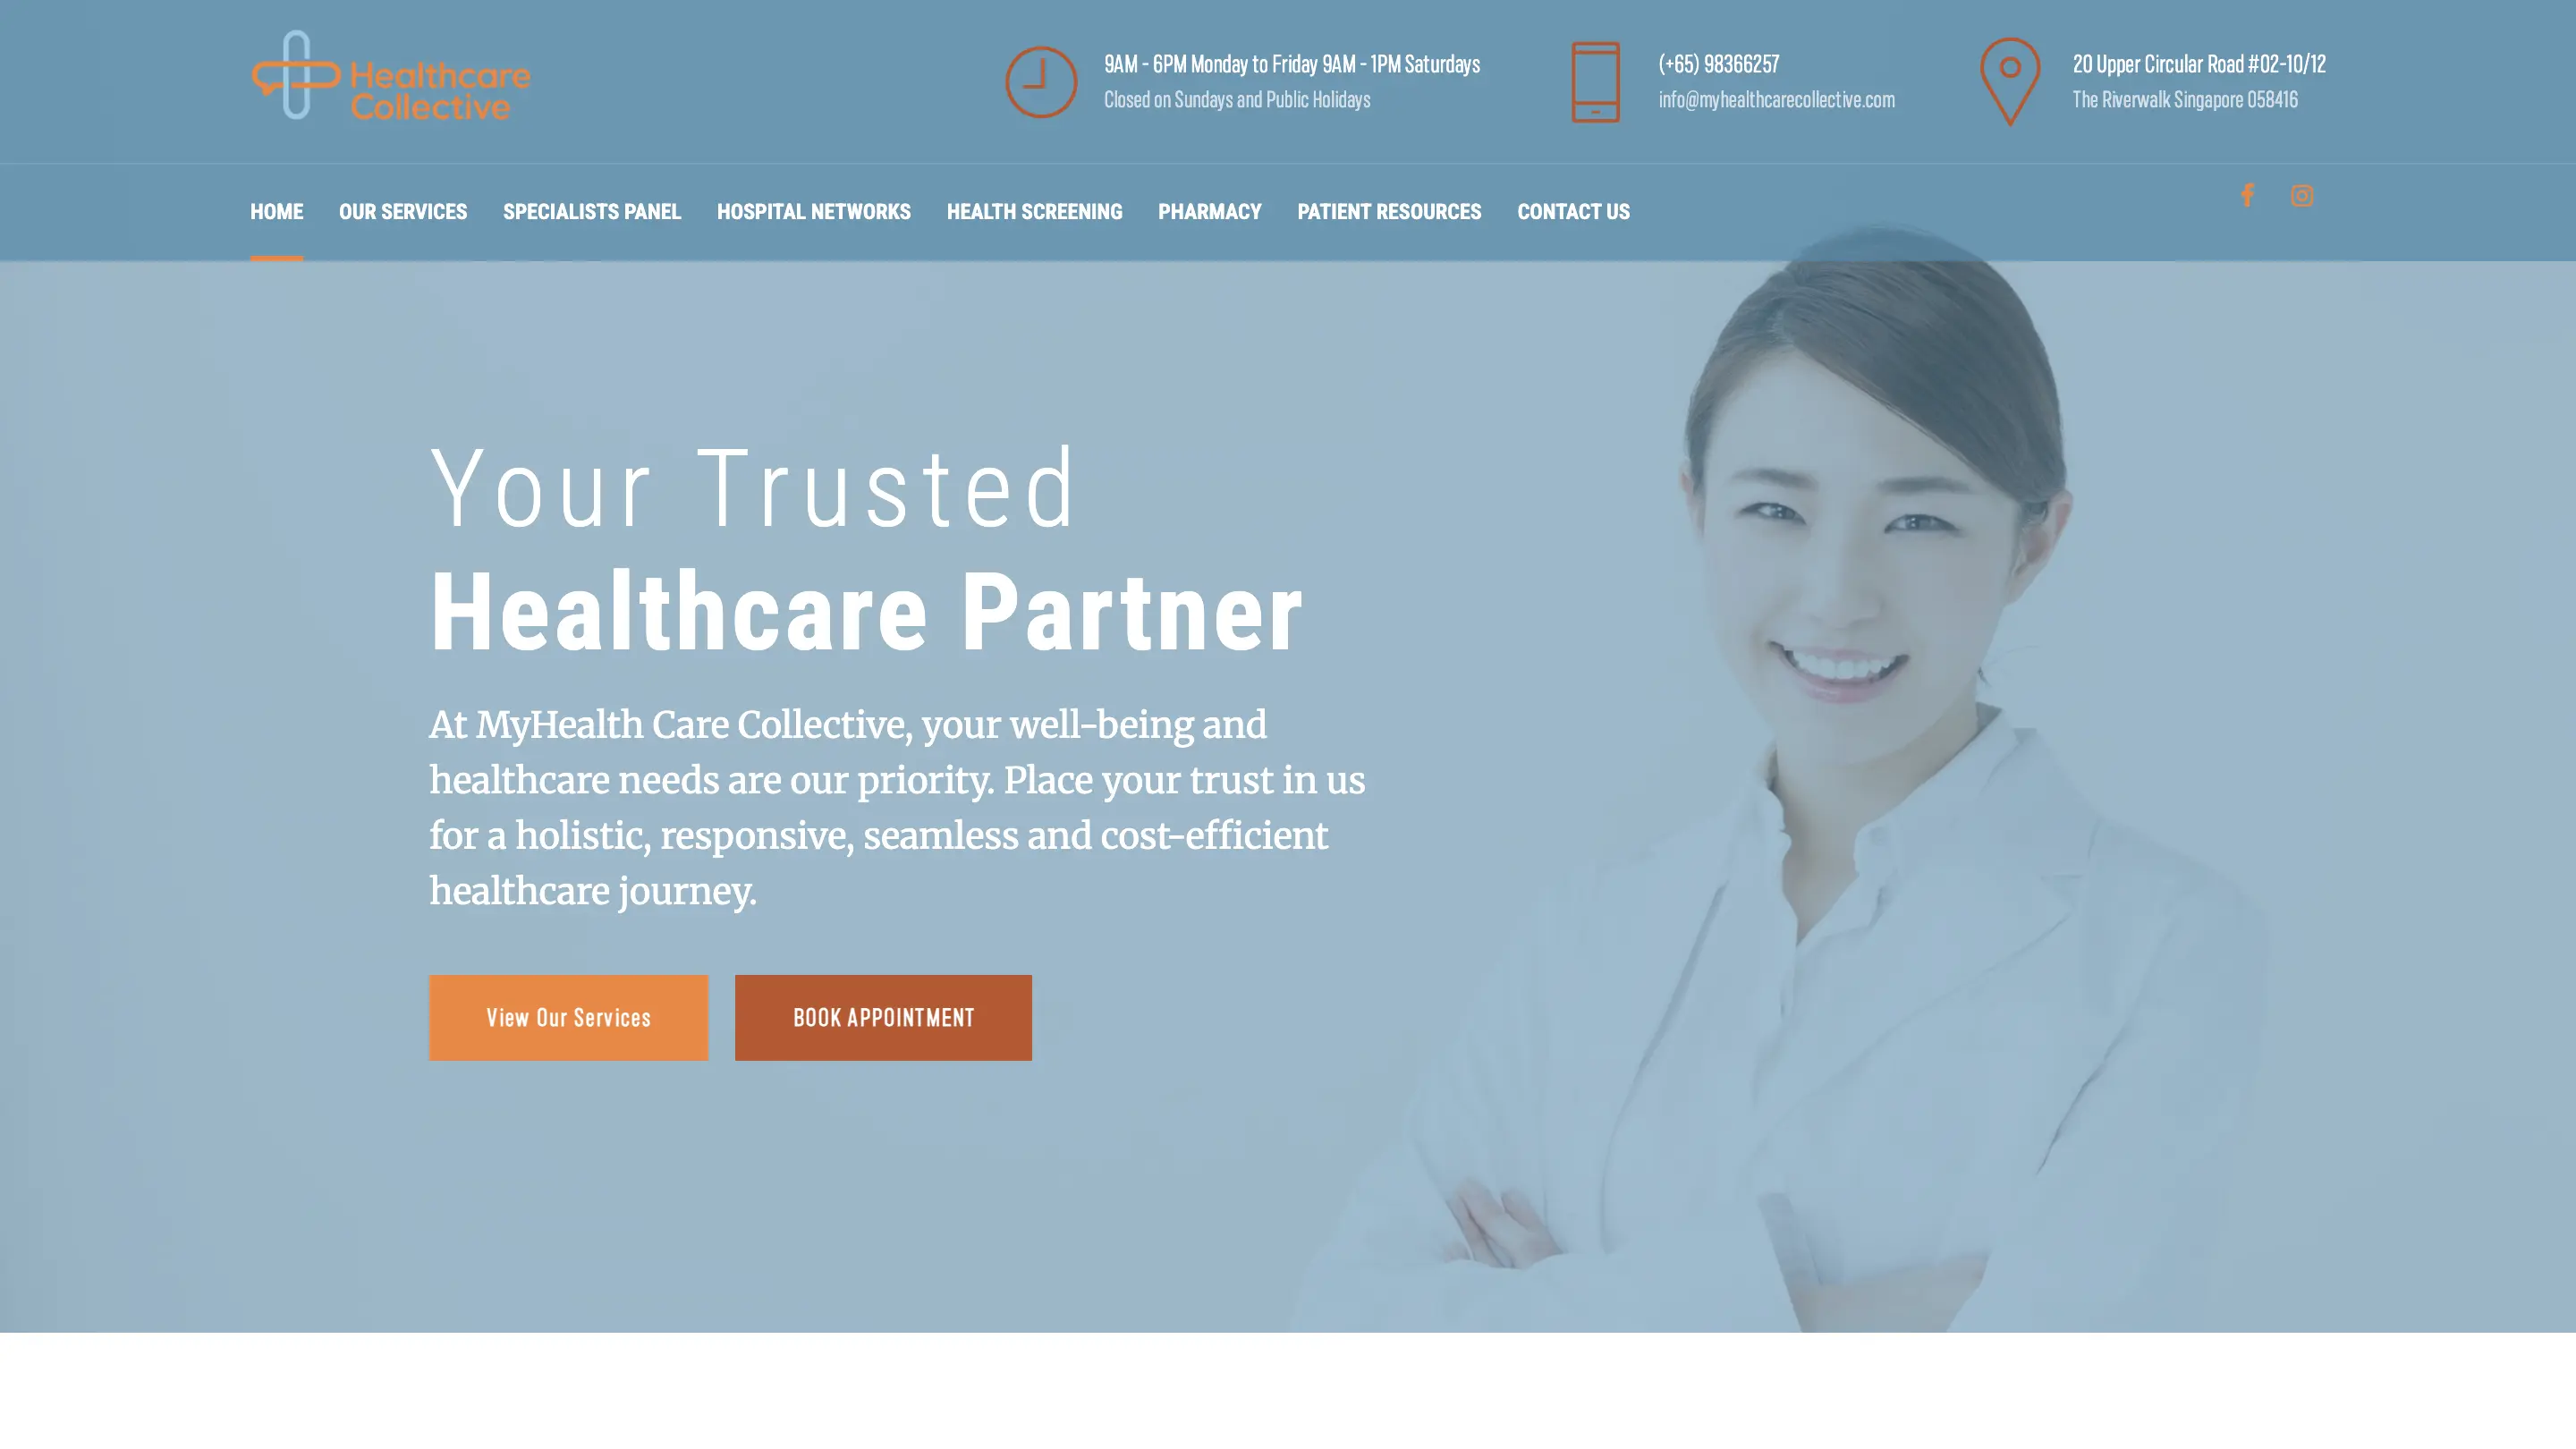 Healthcare
Collective
9AM - 6PM Monday to Friday 9AM - 1PM Saturdays
Closed on Sundays and Public Holidays
(+65) 98366257
info@myhealthcarecollective.com
20 Upper Circular Road #02-10/12
The Riverwalk Singapore 058416
HOME OUR SERVICES SPECIALISTS PANEL HOSPITAL NETWORKS HEALTH SCREENING PHARMACY PATIENT RESOURCES CONTACT US
Your Trusted
Healthcare Partner
At MyHealth Care Collective, your well-being and
healthcare needs are our priority. Place your trust in us
for a holistic, responsive, seamless and cost-efficient
healthcare journey.
View Our Services BOOK APPOINTMENT